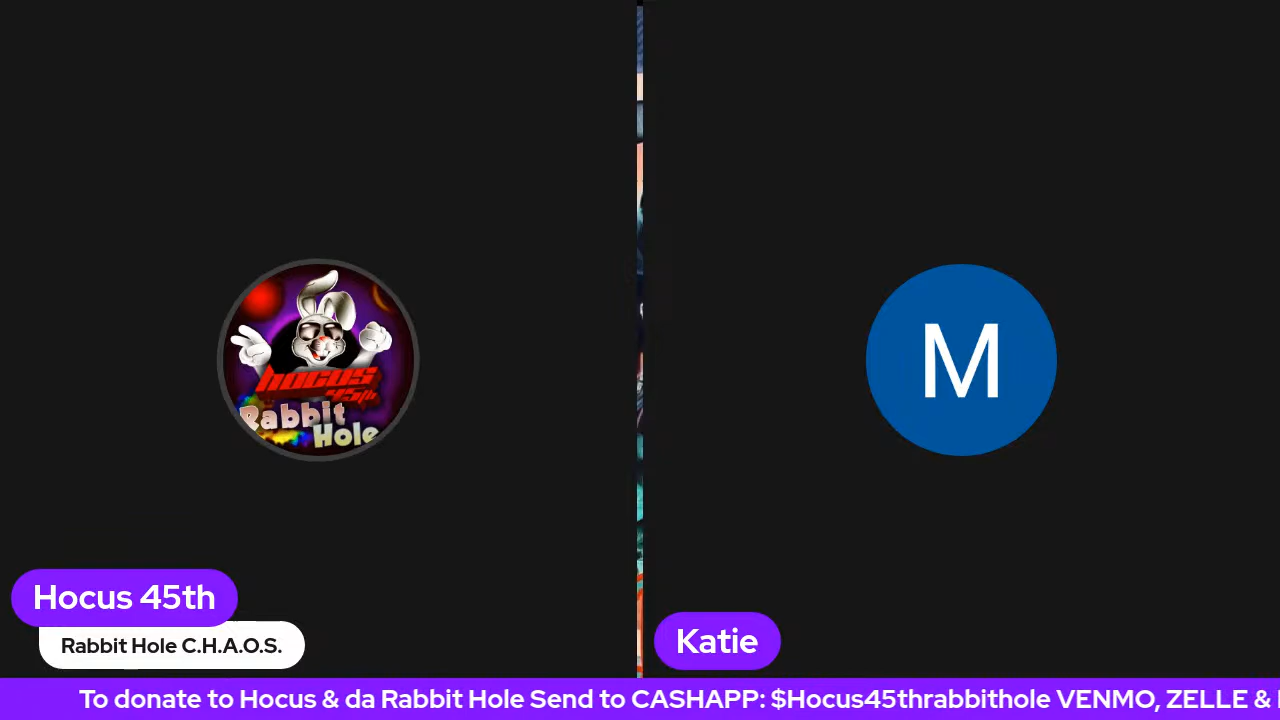 hocus
45th
Rabbit
Hole
M
Hocus 45th
Rabbit Hole C.H.A.O.S.
Katie
To donate to Hocus & da Rabbit Hole Send to CASHAPP: $Hocus45thrabbithole VENMO, ZELLE &